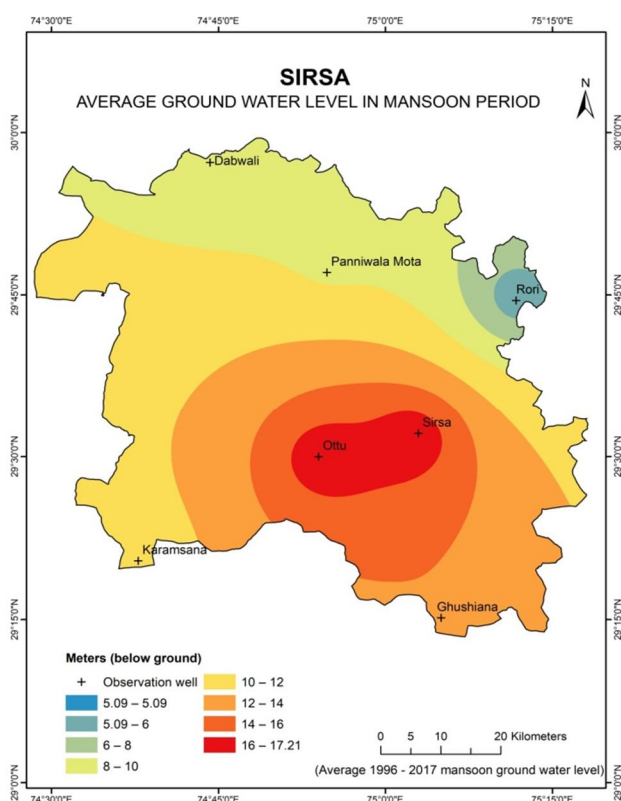 74°30'0"E 74°45'0"E 75°0'0"E 75°15'0"E
SIRSA
AVERAGE GROUND WATER LEVEL IN MANSOON PERIOD
N
30°0'0"N 30°0'0"N
Dabwali
Panniwala Mota
29°45'0"N Rori 29°45'0"N
Sirsa
Ottu
29°30'0"N 29°30'0"N
Karamsana
29°15'0"N Ghushiana 29°15'0"N
Meters (below ground)
Observation well
5.09 – 5.09
5.09 – 6
6 – 8
8 – 10
10 – 12
12 – 14
14 – 16
16 – 17.21
0 5 10 20 Kilometers
(Average 1996 - 2017 mansoon ground water level)
29°0'0"N 29°0'0"N
74°30'0"E 74°45'0"E 75°0'0"E 75°15'0"E